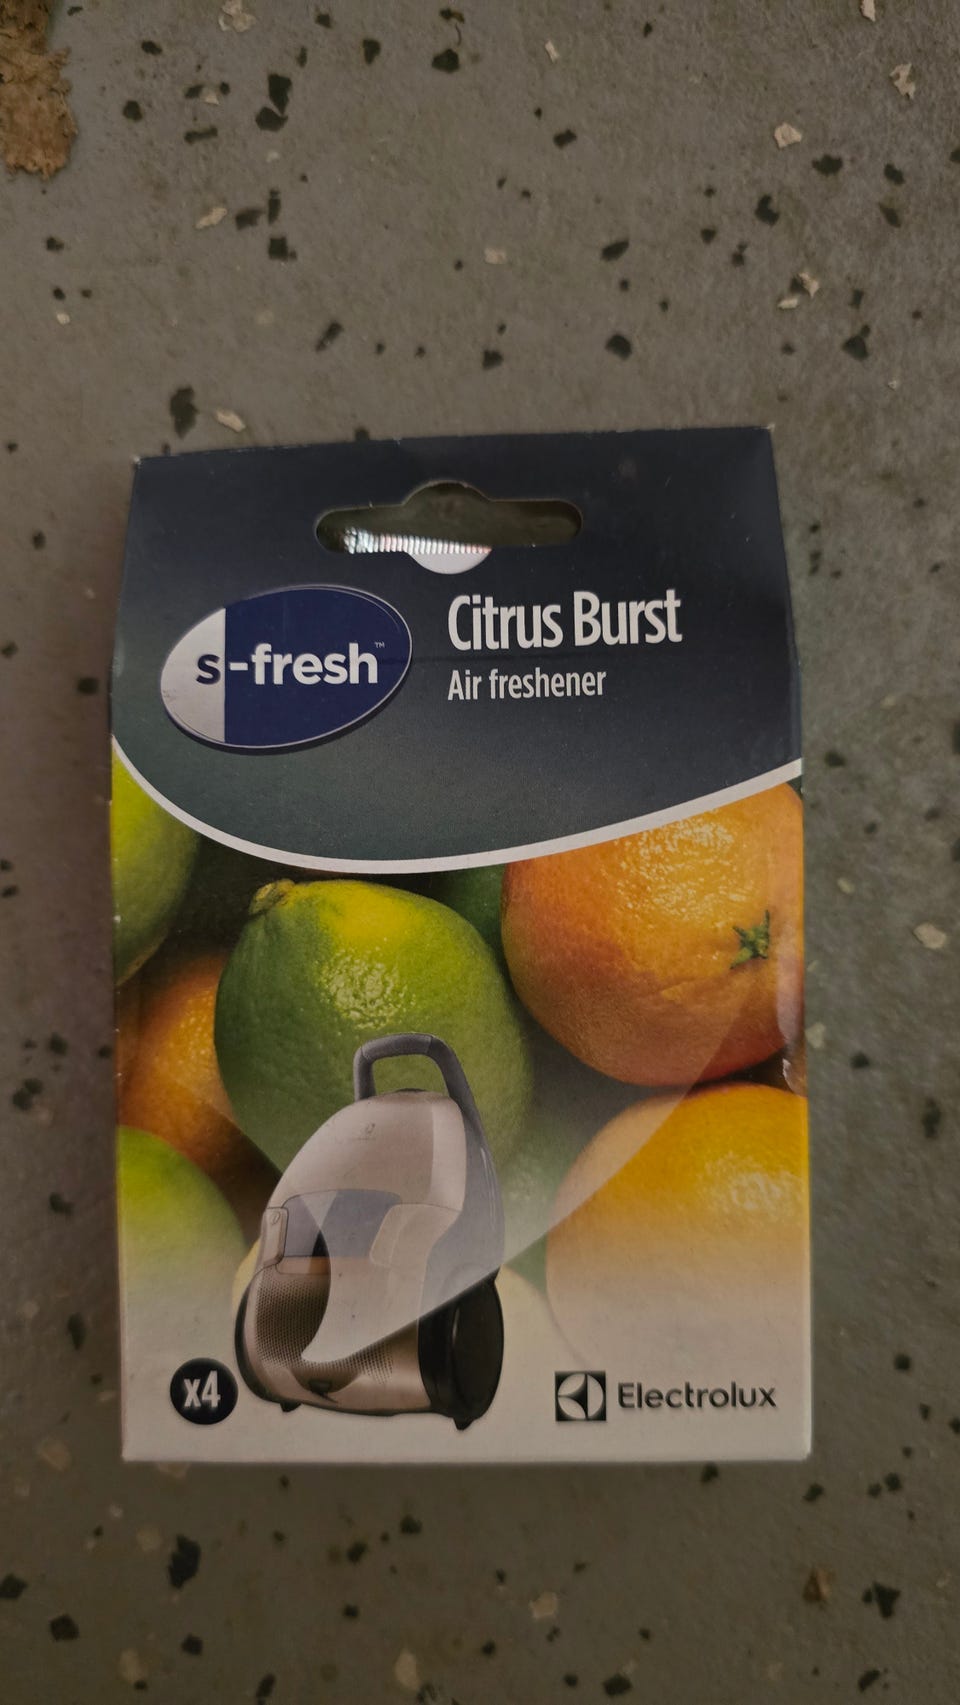 s-fresh™
Citrus Burst
Air freshener
x4
Electrolux